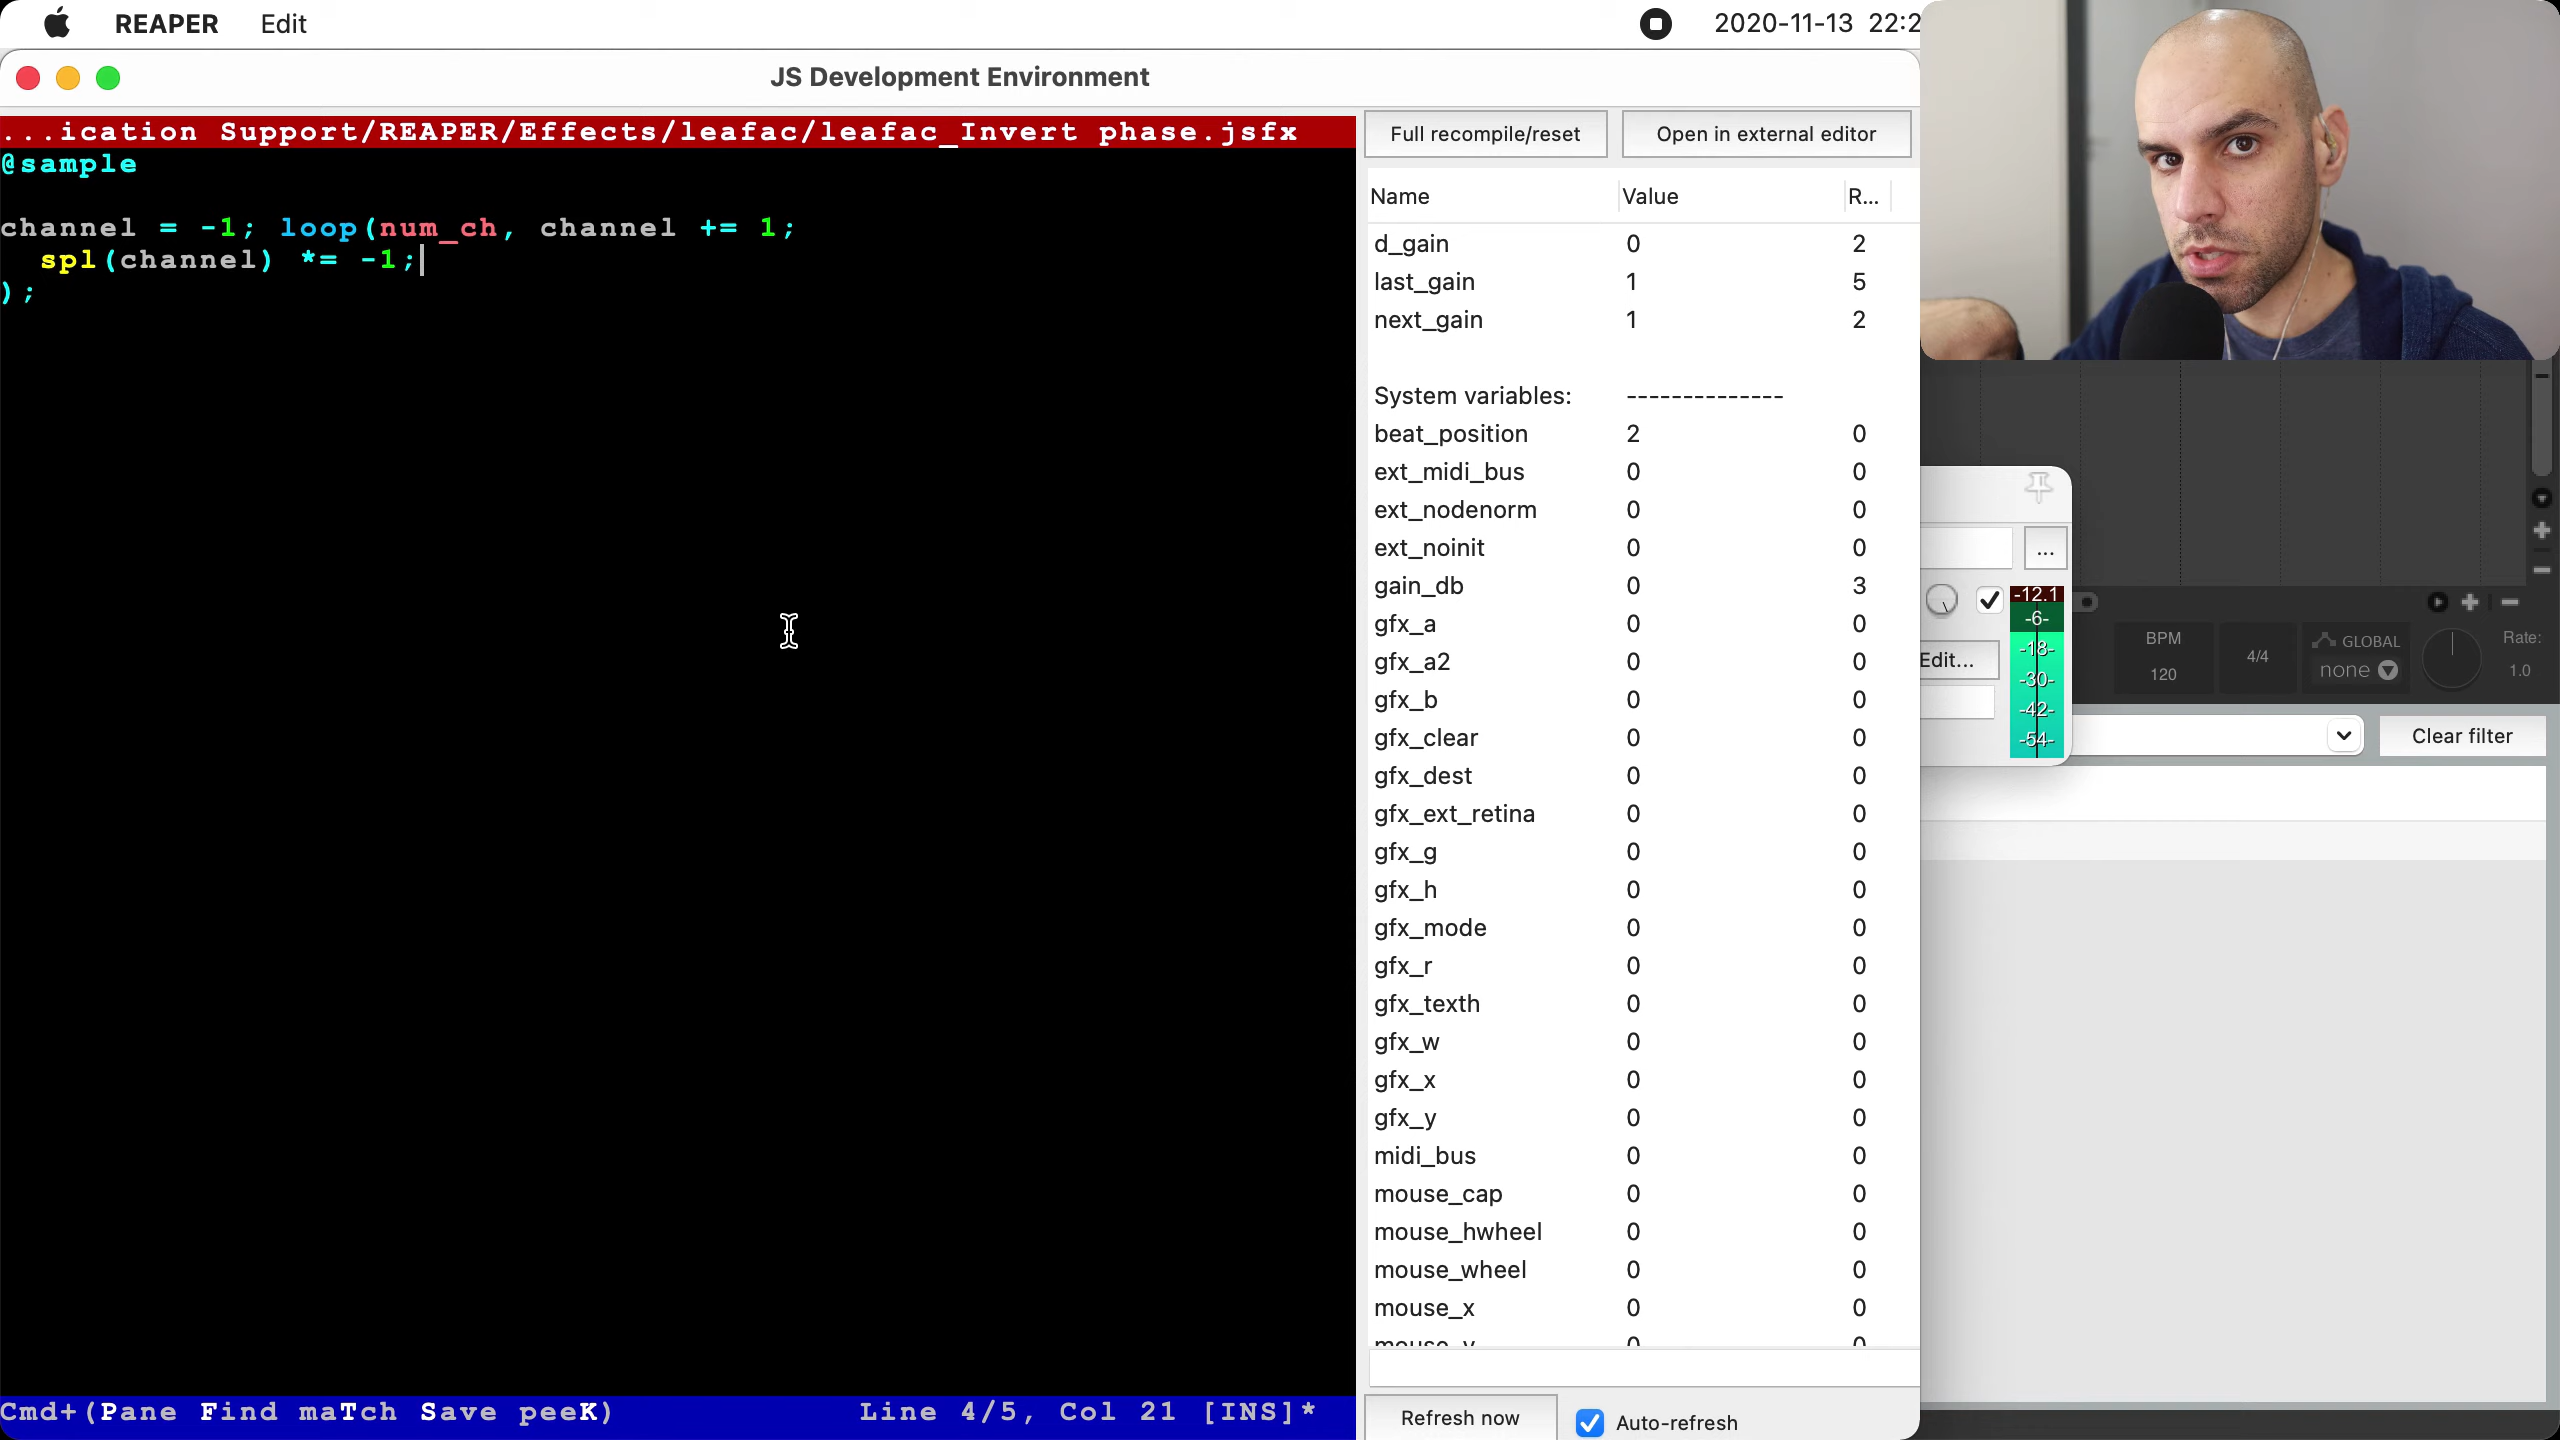 REAPER Edit
2020-11-13 22:2
JS Development Environment
...ication Support/REAPER/Effects/leafac/leafac_Invert phase.jsfx
@sample
channel = -1; loop(num_ch, channel += 1;
spl(channel) *= -1;
);
Cmd+(Pane Find maTch Save peeK) Line 4/5, Col 21 [INS]*
Full recompile/reset Open in external editor
Name Value R...
d_gain 0 2
last_gain 1 5
next_gain 1 2
System variables: --------------
beat_position 2 0
ext_midi_bus 0 0
ext_nodenorm 0 0
ext_noinit 0 0
gain_db 0 3
gfx_a 0 0
gfx_a2 0 0
gfx_b 0 0
gfx_clear 0 0
gfx_dest 0 0
gfx_ext_retina 0 0
gfx_g 0 0
gfx_h 0 0
gfx_mode 0 0
gfx_r 0 0
gfx_texth 0 0
gfx_w 0 0
gfx_x 0 0
gfx_y 0 0
midi_bus 0 0
mouse_cap 0 0
mouse_hwheel 0 0
mouse_wheel 0 0
mouse_x 0 0
Refresh now Auto-refresh
...
-12.1
-6-
-18-
Edit...
-30-
-42-
-54-
BPM
120
4/4
GLOBAL
none
Rate:
1.0
Clear filter